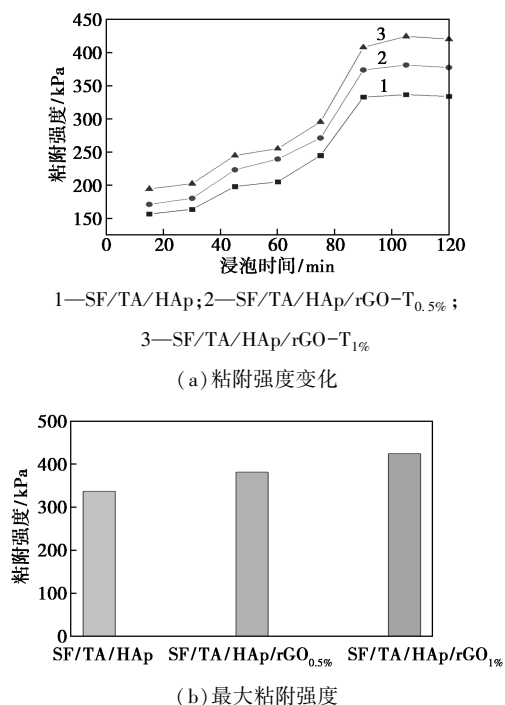 450
400
350
300
250
200
150
粘附强度/kPa
3
2
1
0 20 40 60 80 100 120
浸泡时间/min
1—SF/TA/HAp;2—SF/TA/HAp/rGO-T0.5%;
3—SF/TA/HAp/rGO-T1%
(a)粘附强度变化
500
400
300
200
100
0
粘附强度/kPa
SF/TA/HAp SF/TA/HAp/rGO0.5% SF/TA/HAp/rGO1%
(b)最大粘附强度